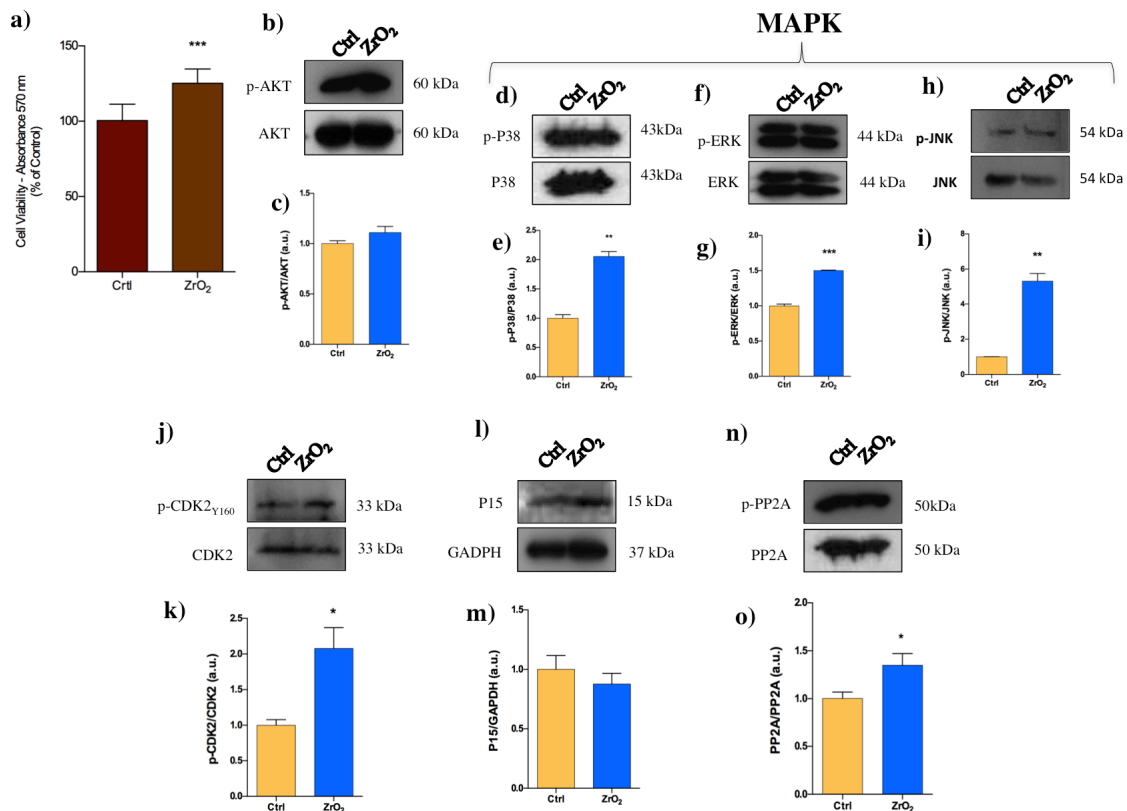 a)
Cell Viability - Absorbance 570 nm
(% of Control)
150
100
50
0
***
Crtl
ZrO2
b)
Ctrl ZrO2
p-AKT 60 kDa
AKT 60 kDa
c)
p-AKT/AKT (a.u.)
1.5
1.0
0.5
0.0
Ctrl ZrO2
MAPK
d)
Ctrl ZrO2
p-P38 43kDa
P38 43kDa
e)
p-P38/P38 (a.u.)
2.5
2.0
1.5
1.0
0.5
0.0
**
Ctrl ZrO2
f)
Ctrl ZrO2
p-ERK 44 kDa
ERK 44 kDa
g)
p-ERK/ERK (a.u.)
2.0
1.5
1.0
0.5
0.0
***
Ctrl ZrO2
h)
Ctrl ZrO2
p-JNK 54 kDa
JNK 54 kDa
i)
p-JNK/JNK (a.u.)
8
6
4
2
0
**
Ctrl ZrO2
j)
Ctrl ZrO2
p-CDK2Y160 33 kDa
CDK2 33 kDa
k)
p-CDK2/CDK2 (a.u.)
2.5
2.0
1.5
1.0
0.5
0.0
*
Ctrl ZrO2
l)
Ctrl ZrO2
P15 15 kDa
GADPH 37 kDa
m)
P15/GAPDH (a.u.)
1.5
1.0
0.5
0.0
Ctrl ZrO2
n)
Ctrl ZrO2
p-PP2A 50kDa
PP2A 50 kDa
o)
PP2A/PP2A (a.u.)
2.0
1.5
1.0
0.5
0.0
*
Ctrl ZrO2